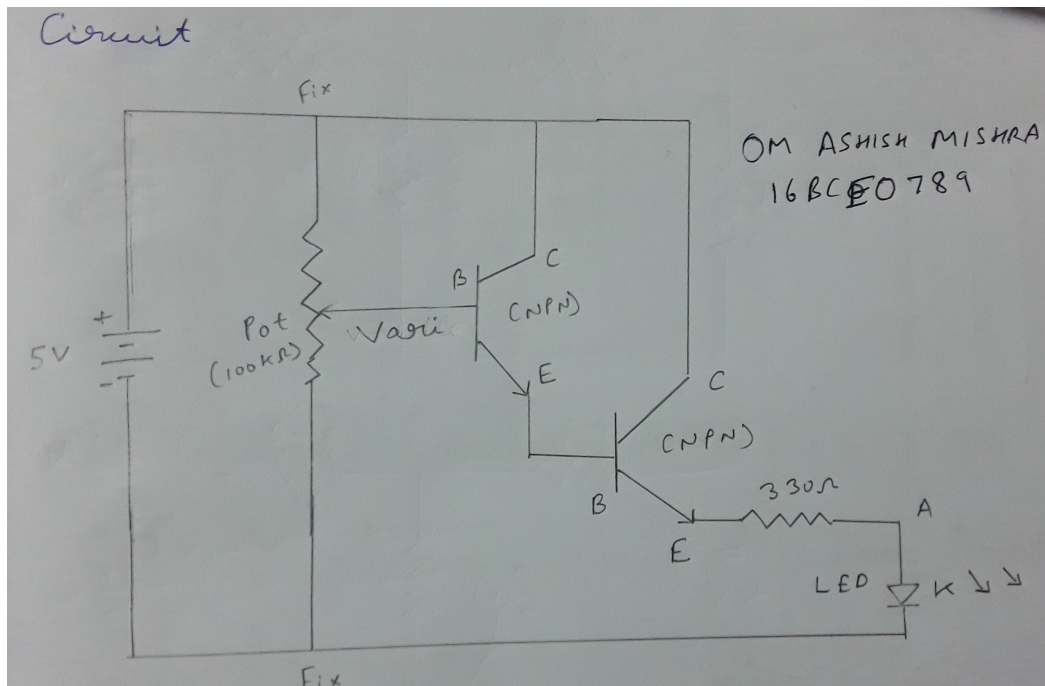 Circuit
Fix
OM ASHISH MISHRA
16BCE0789
C
B
(NPN)
+
Pot
Vari
5V
(100KΩ)
E
-
C
(NPN)
330Ω
B
A
E
LED
K
Fix